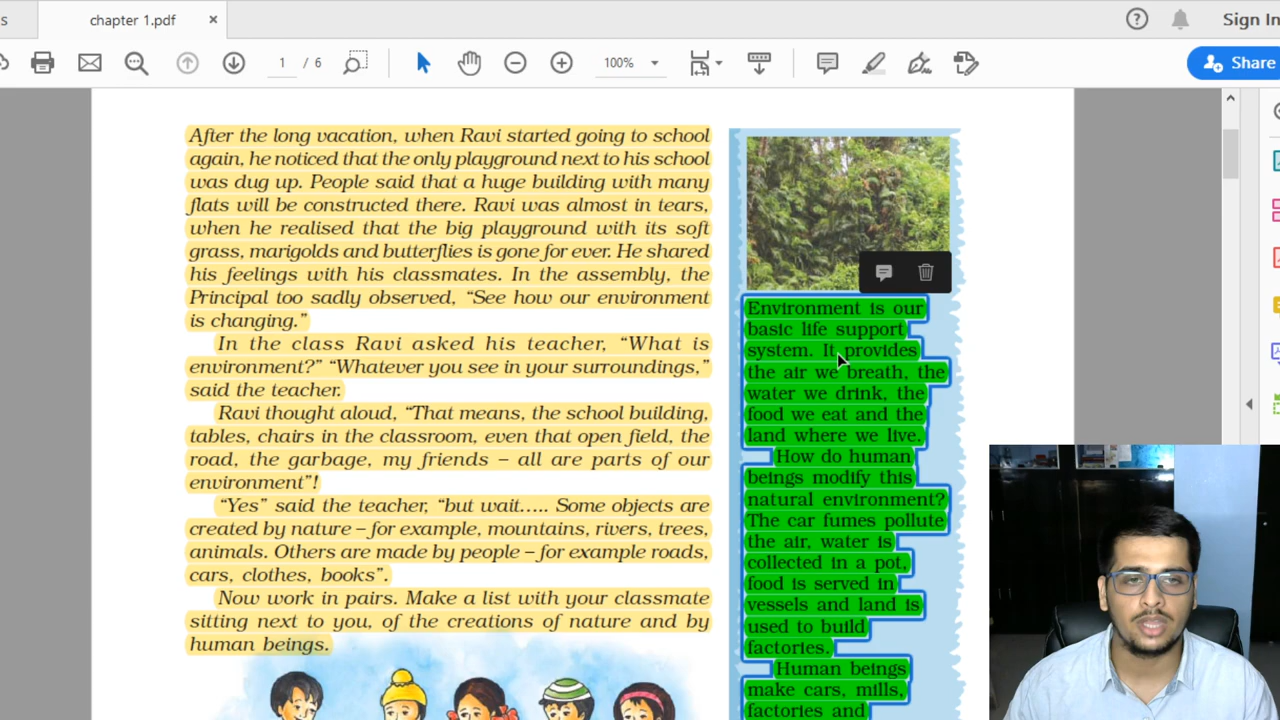 s
chapter 1.pdf
×
?
Sign In
1 / 6
100%
Share
After the long vacation, when Ravi started going to school
again, he noticed that the only playground next to his school
was dug up. People said that a huge building with many
flats will be constructed there. Ravi was almost in tears,
when he realised that the big playground with its soft
grass, marigolds and butterflies is gone for ever. He shared
his feelings with his classmates. In the assembly, the
Principal too sadly observed, “See how our environment
is changing.”
In the class Ravi asked his teacher, “What is
environment?” “Whatever you see in your surroundings,”
said the teacher.
Ravi thought aloud, “That means, the school building,
tables, chairs in the classroom, even that open field, the
road, the garbage, my friends – all are parts of our
environment”!
“Yes” said the teacher, “but wait….. Some objects are
created by nature – for example, mountains, rivers, trees,
animals. Others are made by people – for example roads,
cars, clothes, books”.
Now work in pairs. Make a list with your classmate
sitting next to you, of the creations of nature and by
human beings.
Environment is our
basic life support
system. It provides
the air we breath, the
water we drink, the
food we eat and the
land where we live.
How do human
beings modify this
natural environment?
The car fumes pollute
the air, water is
collected in a pot,
food is served in
vessels and land is
used to build
factories.
Human beings
make cars, mills,
factories and